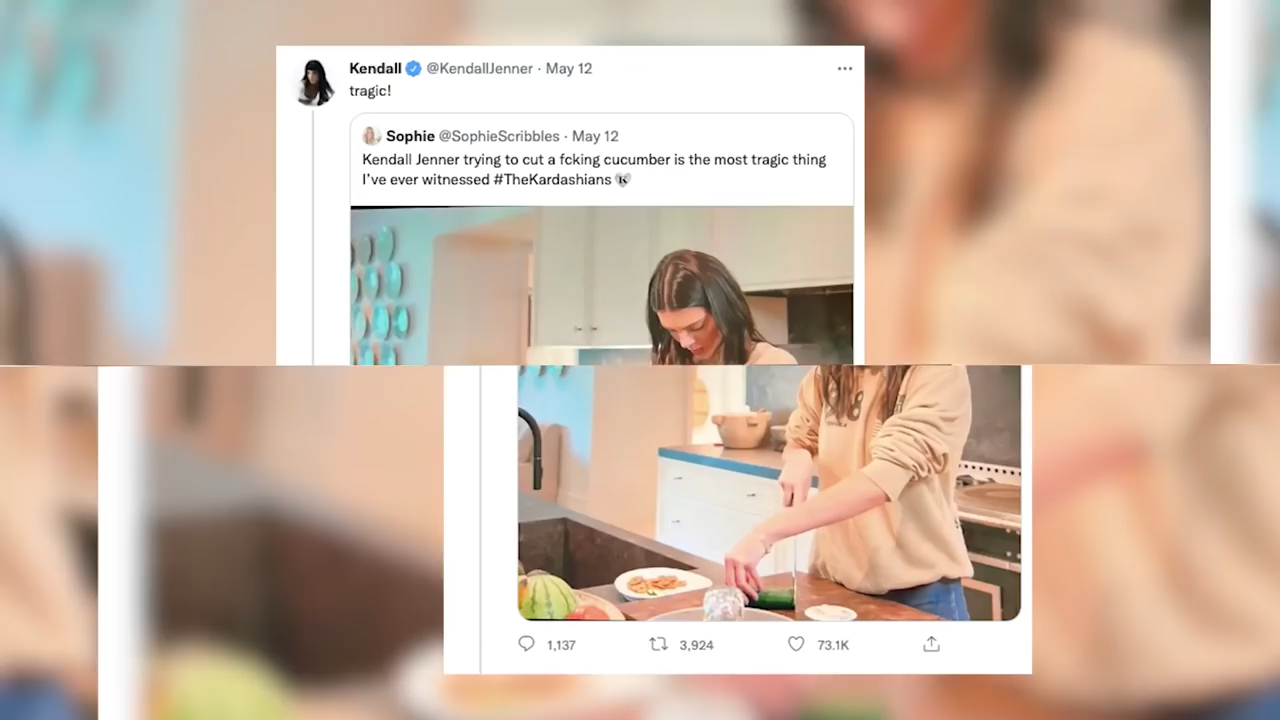 Kendall @KendallJenner · May 12
tragic!
Sophie @SophieScribbles · May 12
Kendall Jenner trying to cut a fcking cucumber is the most tragic thing
I've ever witnessed #TheKardashians K
1,137 3,924 73.1K